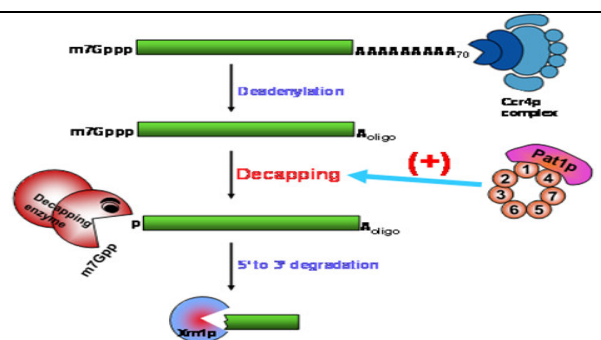 m7Gppp AAAAAAAAA70
Ccr4p
complex
Deadenylation
m7Gppp Aoligo
(+)
Pat1p
Decapping
1
2 4
3 7
6 5
Decapping
enzyme
p Aoligo
m7Gpp
5' to 3' degradation
Xrn1p